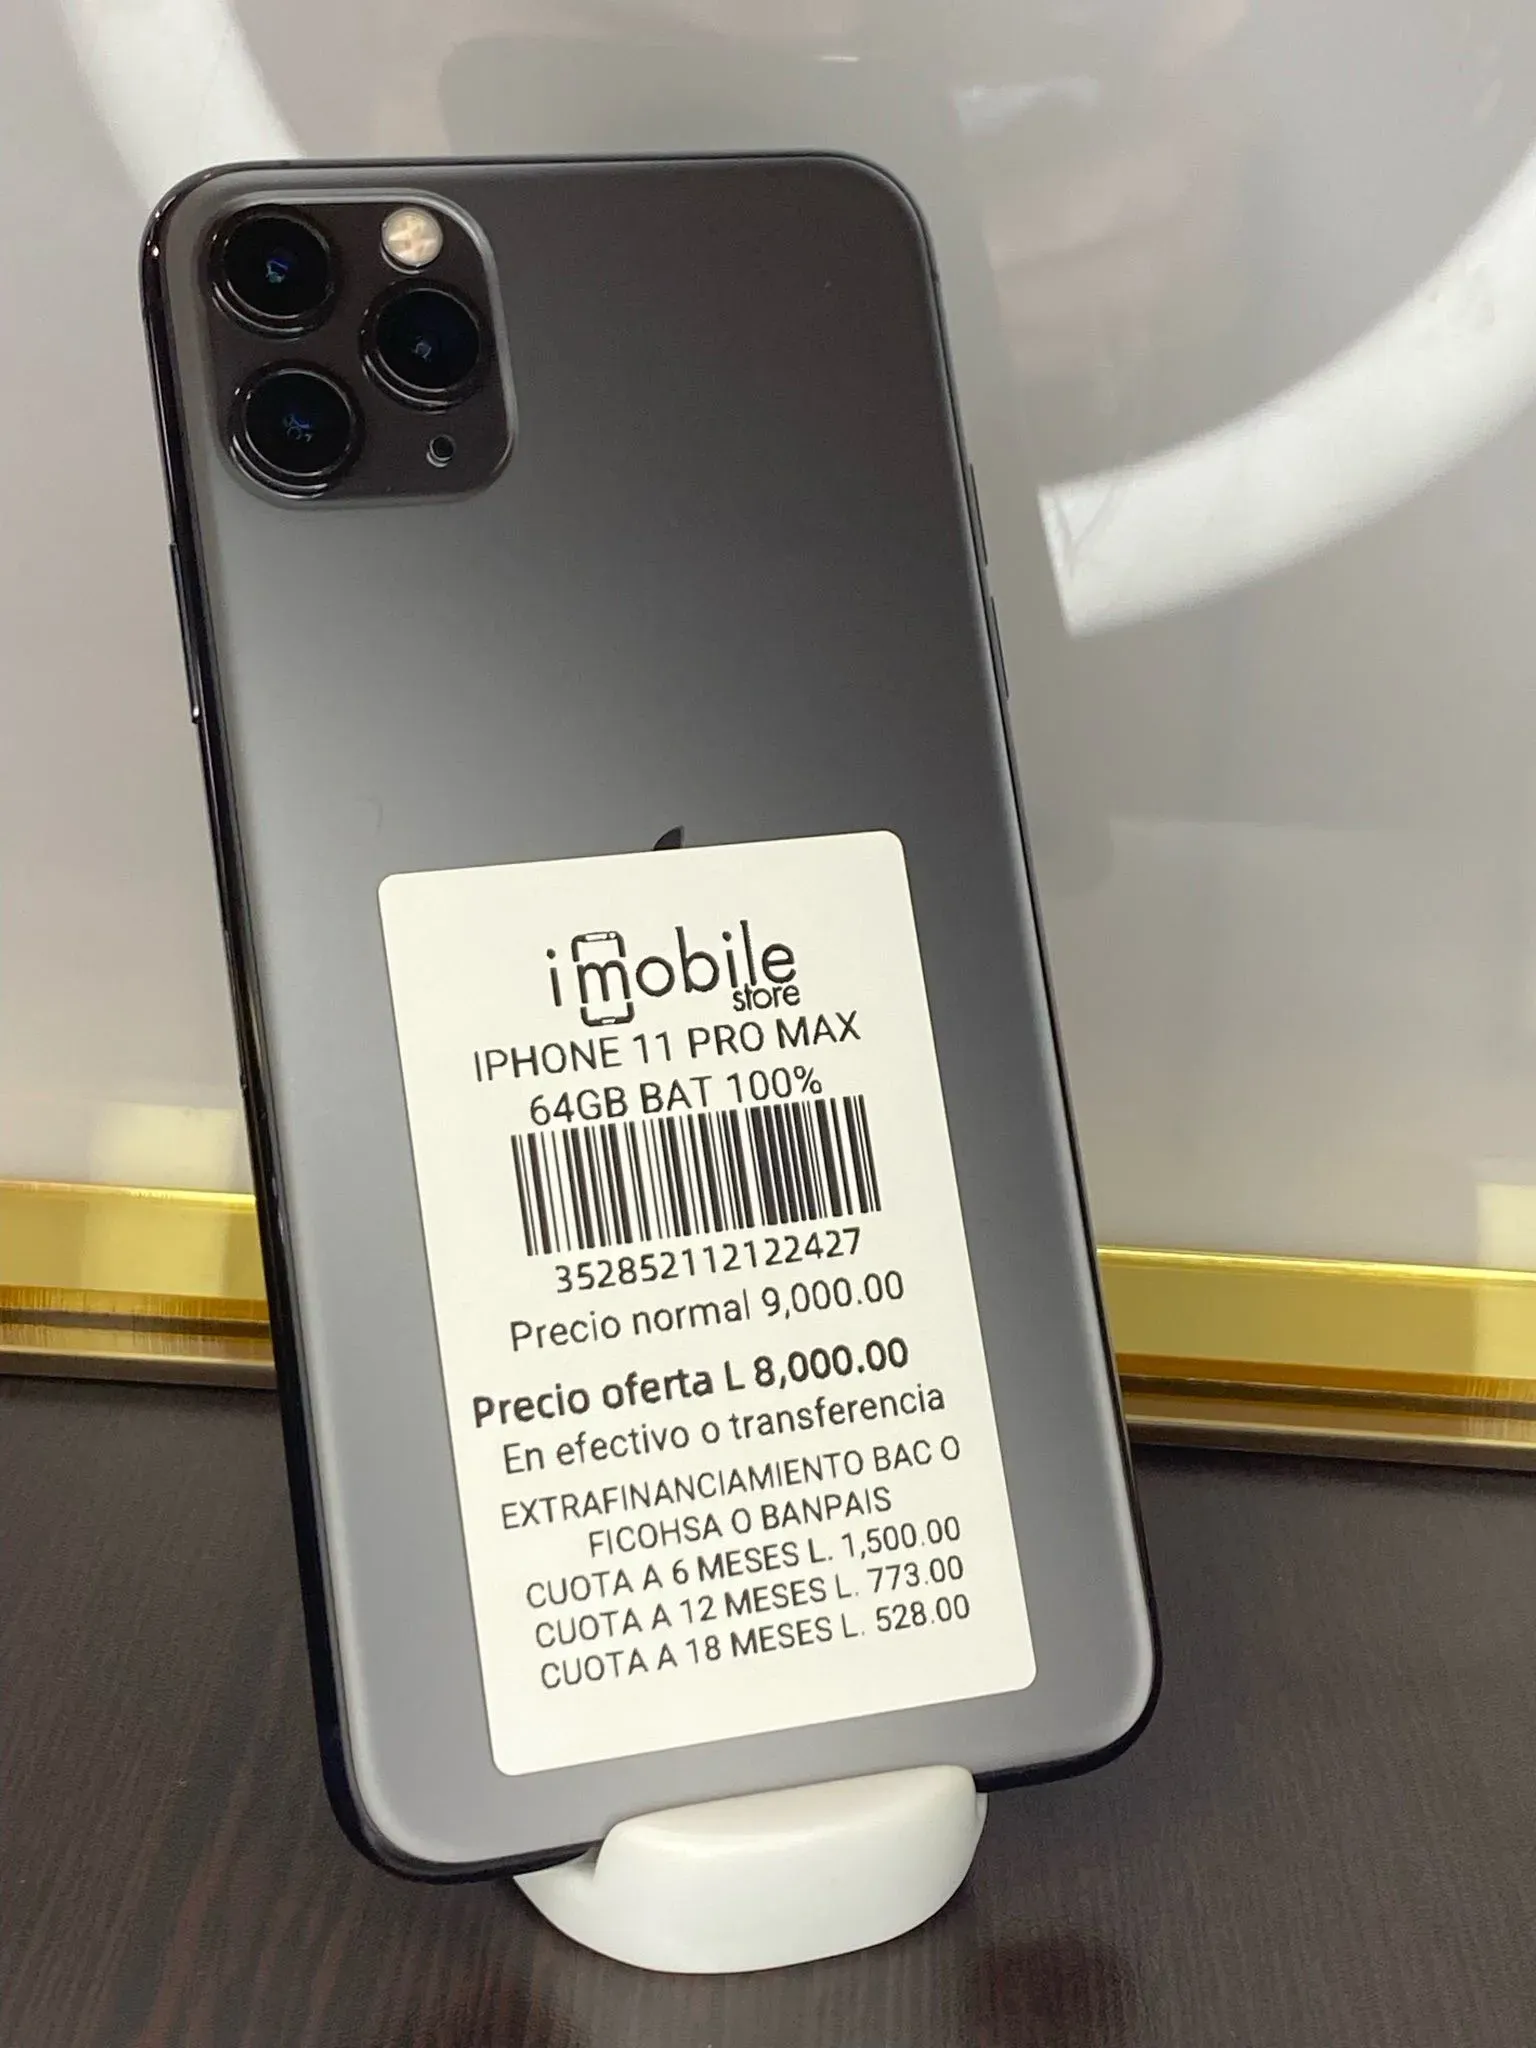 imobile
store
IPHONE 11 PRO MAX
64GB BAT 100%
352852112122427
Precio normal 9,000.00
Precio oferta L 8,000.00
En efectivo o transferencia
EXTRAFINANCIAMIENTO BAC O
FICOHSA O BANPAIS
CUOTA A 6 MESES L. 1,500.00
CUOTA A 12 MESES L. 773.00
CUOTA A 18 MESES L. 528.00